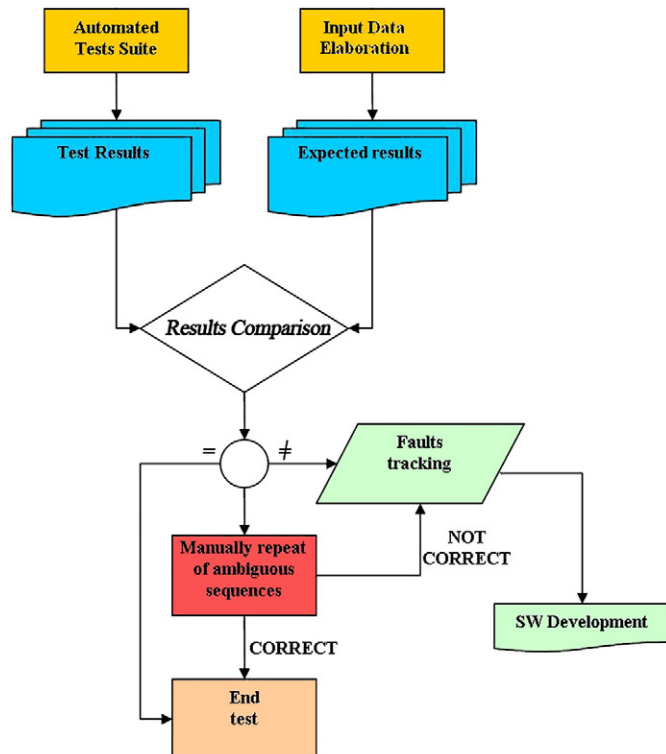 Automated
Tests Suite
Input Data
Elaboration
Test Results
Expected results
Results Comparison
=
≠
Faults
tracking
Manually repeat
of ambiguous
sequences
NOT
CORRECT
SW Development
CORRECT
End
test